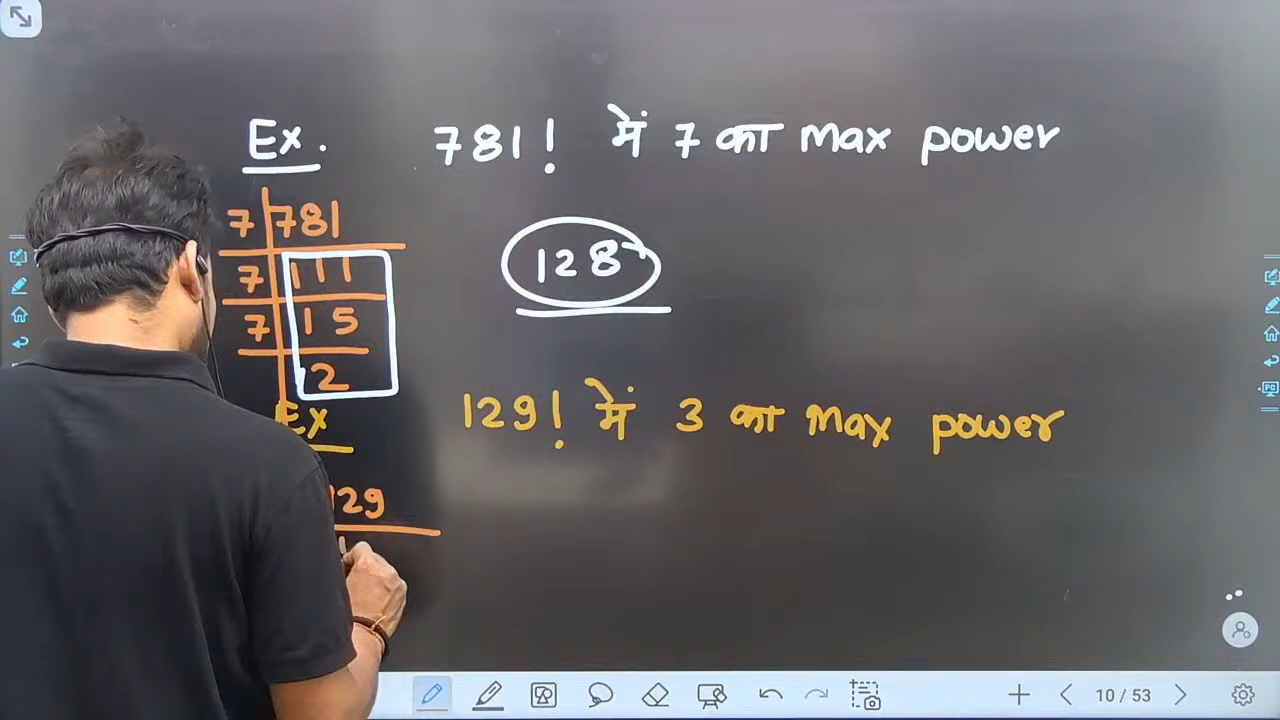 Ex. 781! में 7 का max power
7 781
7 111
7 15
2
128
Ex 129! में 3 का max power
129
10 / 53